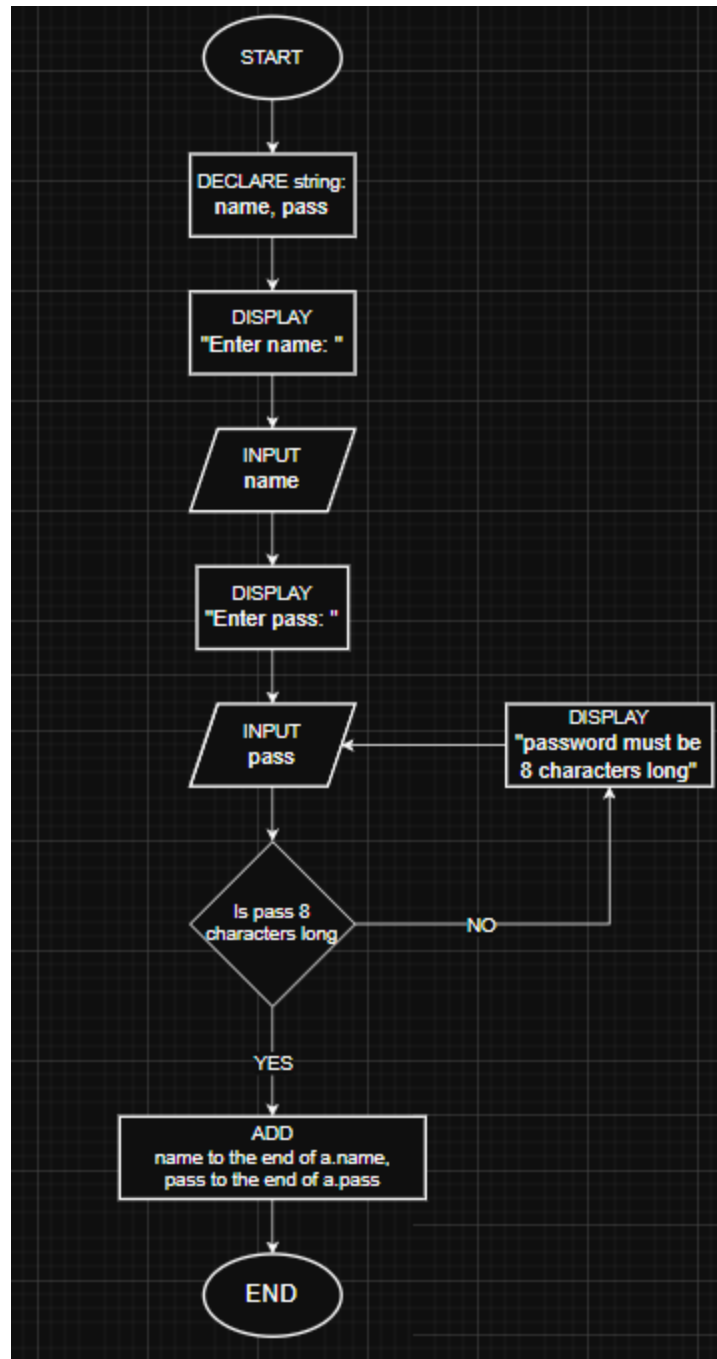 START
DECLARE string:
name, pass
DISPLAY
"Enter name: "
INPUT
name
DISPLAY
"Enter pass: "
INPUT
pass
DISPLAY
"password must be
8 characters long"
Is pass 8
characters long
NO
YES
ADD
name to the end of a.name,
pass to the end of a.pass
END